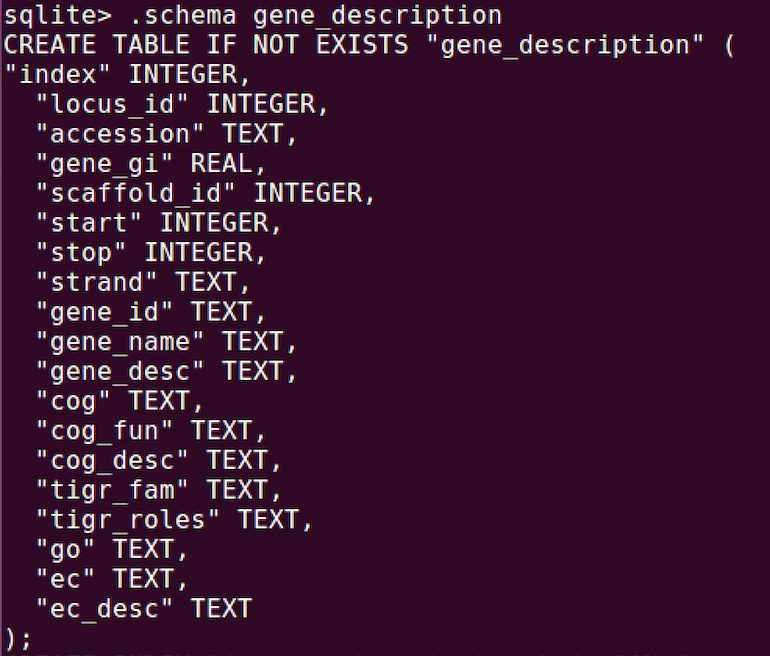 sqlite> .schema gene_description
CREATE TABLE IF NOT EXISTS "gene_description" (
"index" INTEGER,
  "locus_id" INTEGER,
  "accession" TEXT,
  "gene_gi" REAL,
  "scaffold_id" INTEGER,
  "start" INTEGER,
  "stop" INTEGER,
  "strand" TEXT,
  "gene_id" TEXT,
  "gene_name" TEXT,
  "gene_desc" TEXT,
  "cog" TEXT,
  "cog_fun" TEXT,
  "cog_desc" TEXT,
  "tigr_fam" TEXT,
  "tigr_roles" TEXT,
  "go" TEXT,
  "ec" TEXT,
  "ec_desc" TEXT
);